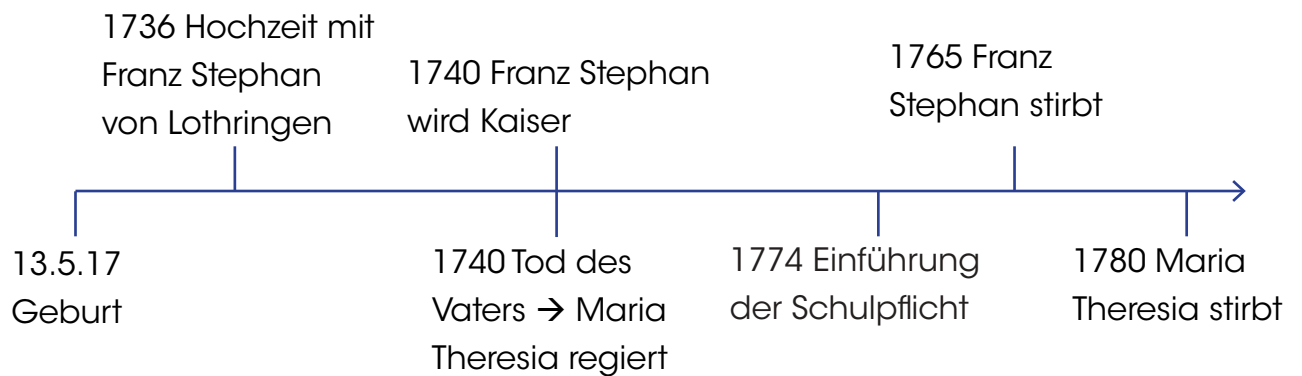 1736 Hochzeit mit
Franz Stephan
von Lothringen
1740 Franz Stephan
wird Kaiser
1765 Franz
Stephan stirbt
13.5.17
Geburt
1740 Tod des
Vaters → Maria
Theresia regiert
1774 Einführung
der Schulpflicht
1780 Maria
Theresia stirbt